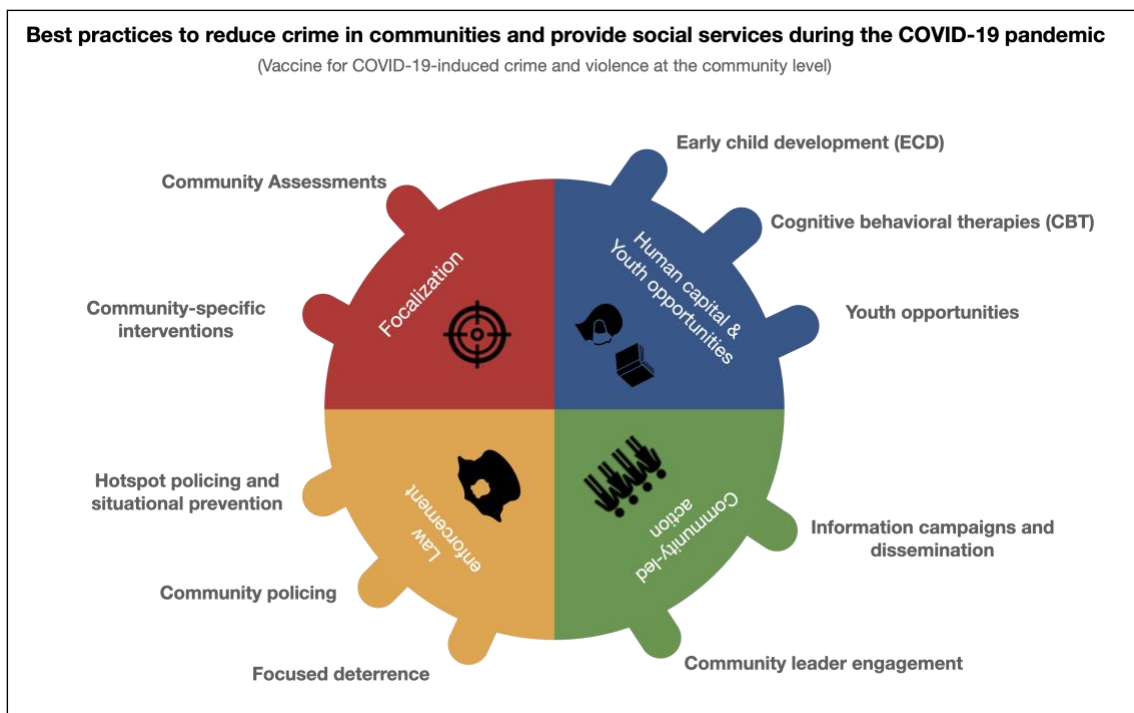 Best practices to reduce crime in communities and provide social services during the COVID-19 pandemic
(Vaccine for COVID-19-induced crime and violence at the community level)
Early child development (ECD)
Community Assessments
Cognitive behavioral therapies (CBT)
Focalization
Human capital &
Youth opportunities
Community-specific
interventions
Youth opportunities
Hotspot policing and
situational prevention
Law
enforcement
Community-led
action
Information campaigns and
dissemination
Community policing
Community leader engagement
Focused deterrence